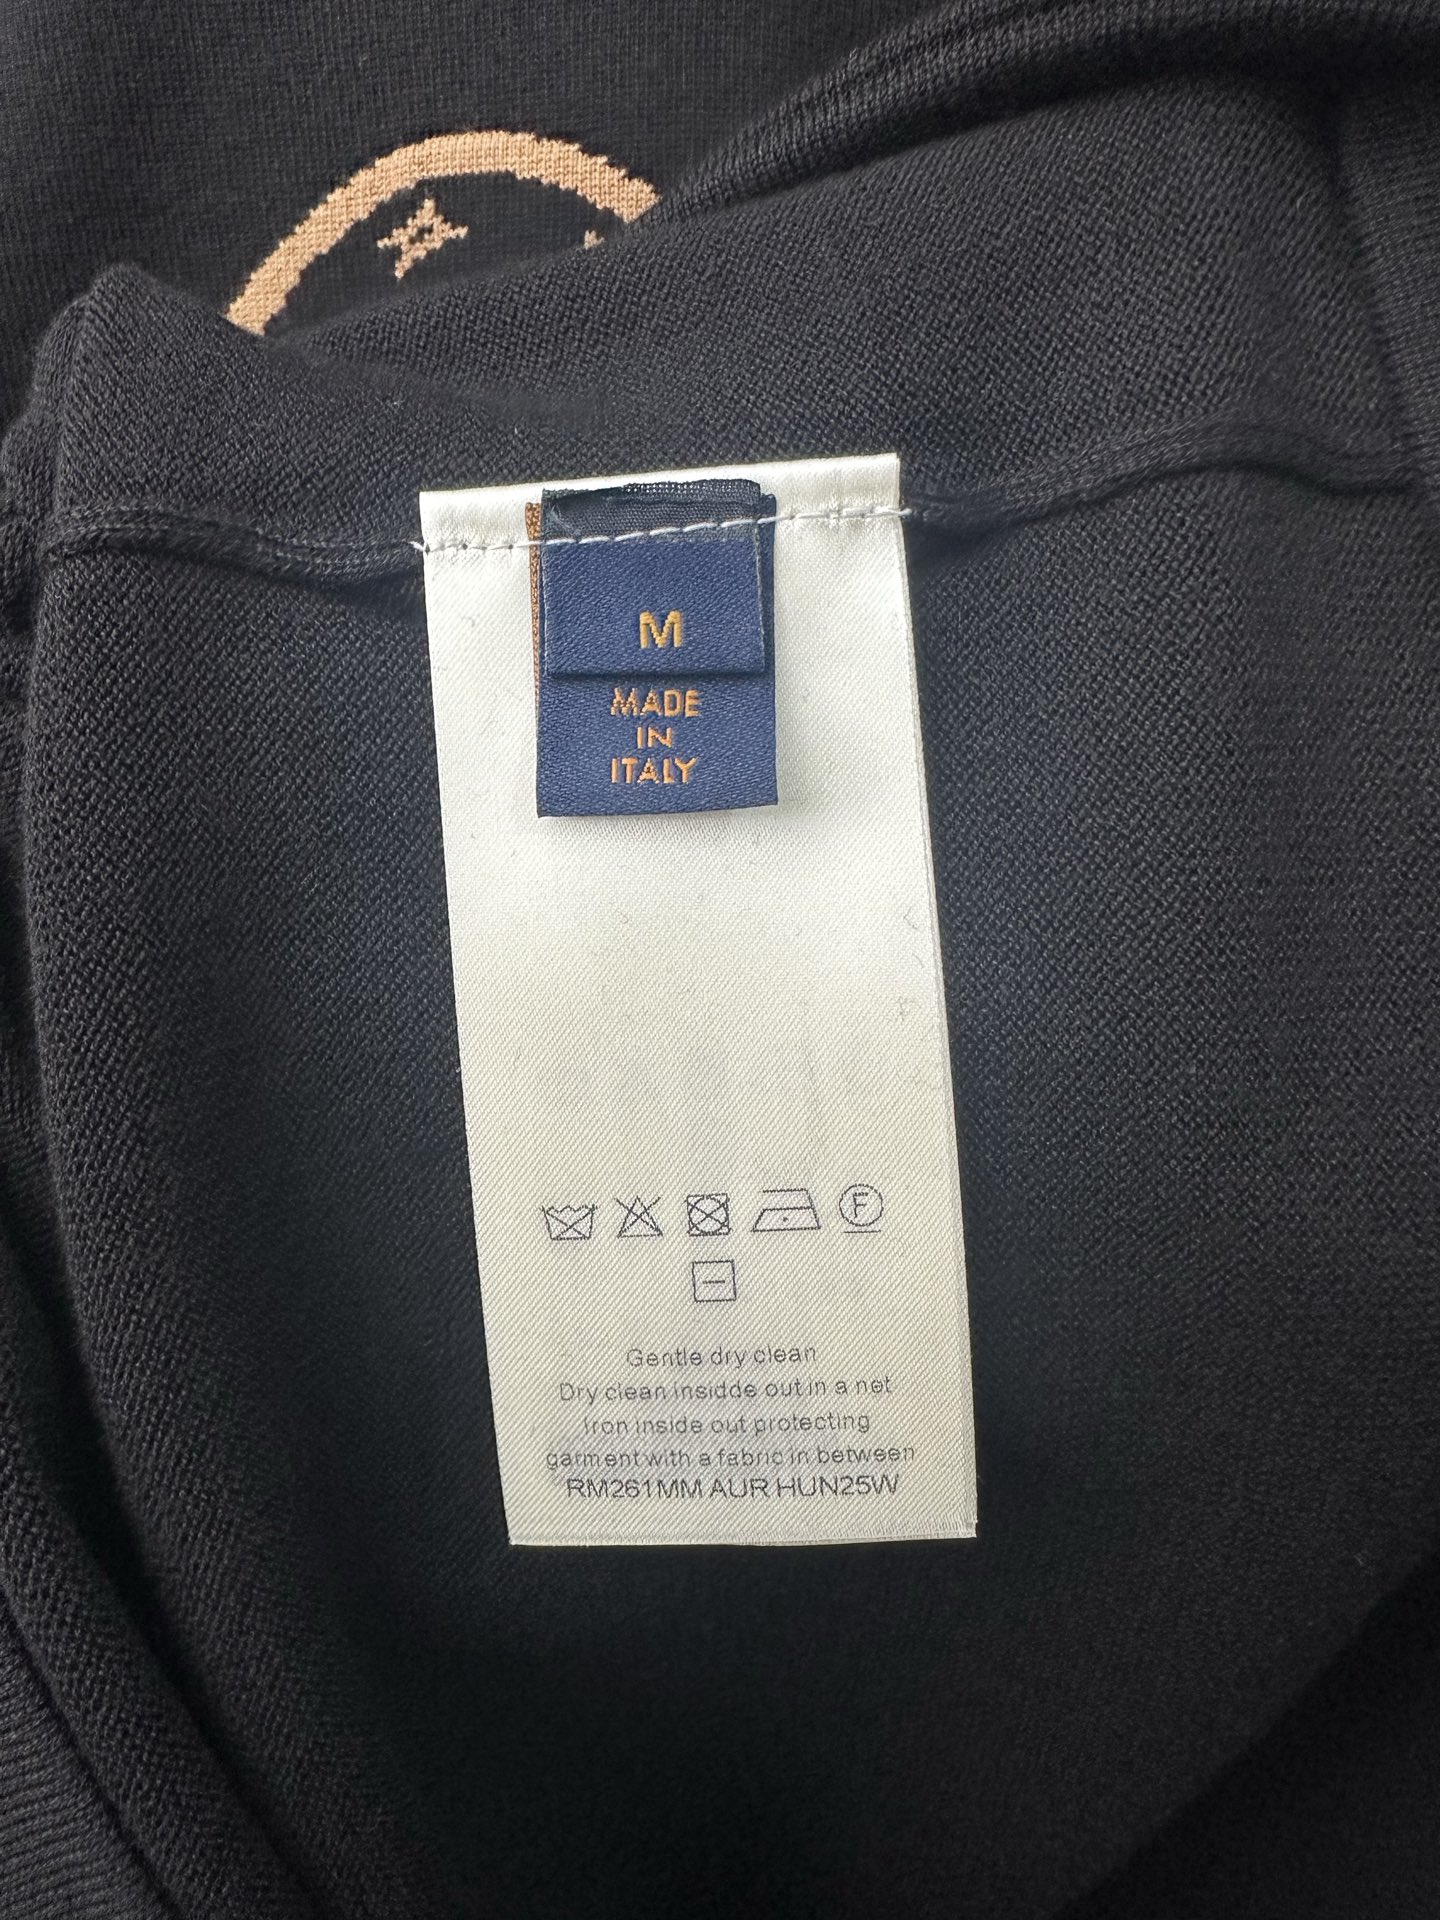 M
MADE
IN
ITALY
F
Gentle dry clean
Dry clean insidde out in a net
Iron inside out protecting
garment with a fabric in between
RM261MM AUR HUN25W